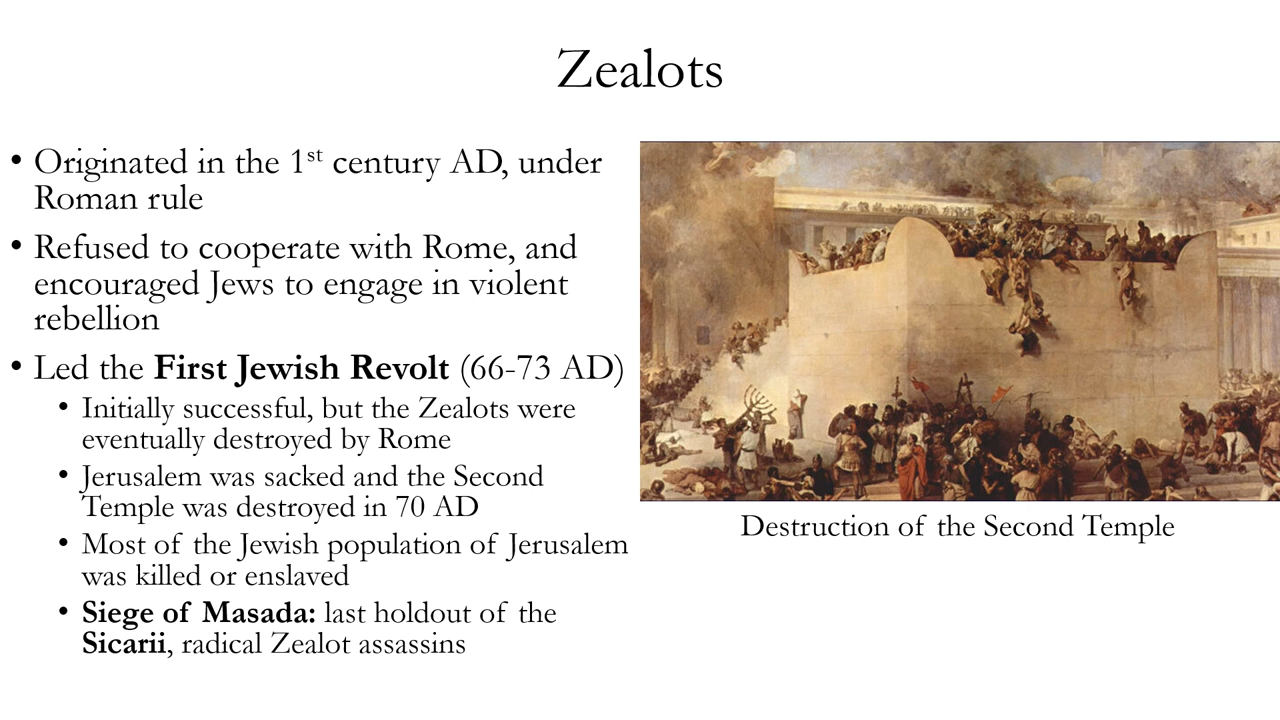 Zealots
• Originated in the 1st century AD, under
Roman rule
• Refused to cooperate with Rome, and
encouraged Jews to engage in violent
rebellion
• Led the First Jewish Revolt (66-73 AD)
• Initially successful, but the Zealots were
eventually destroyed by Rome
• Jerusalem was sacked and the Second
Temple was destroyed in 70 AD
• Most of the Jewish population of Jerusalem
was killed or enslaved
• Siege of Masada: last holdout of the
Sicarii, radical Zealot assassins
Destruction of the Second Temple